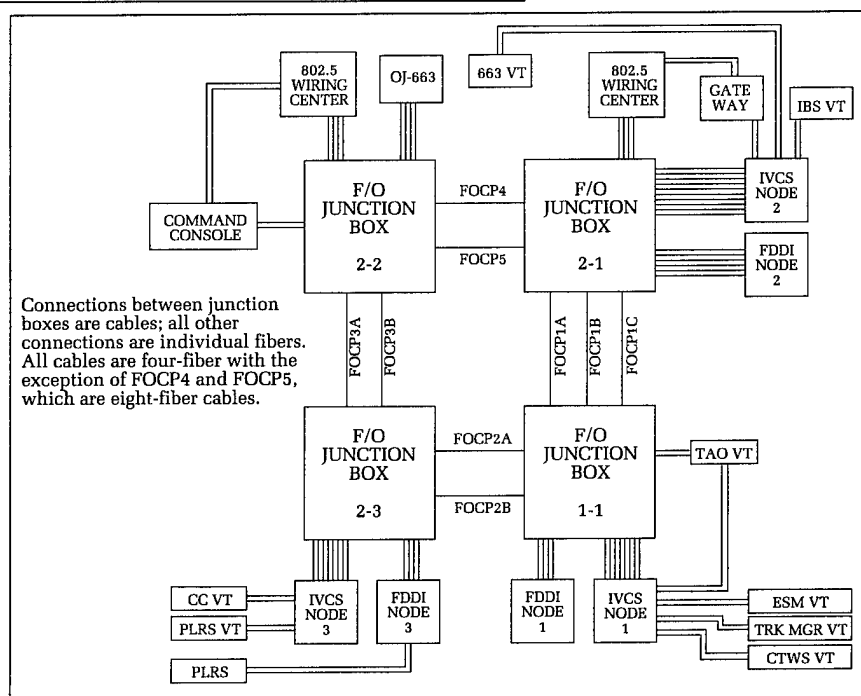 802.5
WIRING
CENTER
OJ-663
663 VT
802.5
WIRING
CENTER
GATE
WAY
IBS VT
COMMAND
CONSOLE
F/O
JUNCTION
BOX
2-2
FOCP4
FOCP5
F/O
JUNCTION
BOX
2-1
IVCS
NODE
2
FDDI
NODE
2
Connections between junction
boxes are cables; all other
connections are individual fibers.
All cables are four-fiber with the
exception of FOCP4 and FOCP5,
which are eight-fiber cables.
FOCP3A
FOCP3B
FOCP1A
FOCP1B
FOCP1C
F/O
JUNCTION
BOX
2-3
FOCP2A
FOCP2B
F/O
JUNCTION
BOX
1-1
TAO VT
CC VT
PLRS VT
PLRS
IVCS
NODE
3
FDDI
NODE
3
FDDI
NODE
1
IVCS
NODE
1
ESM VT
TRK MGR VT
CTWS VT